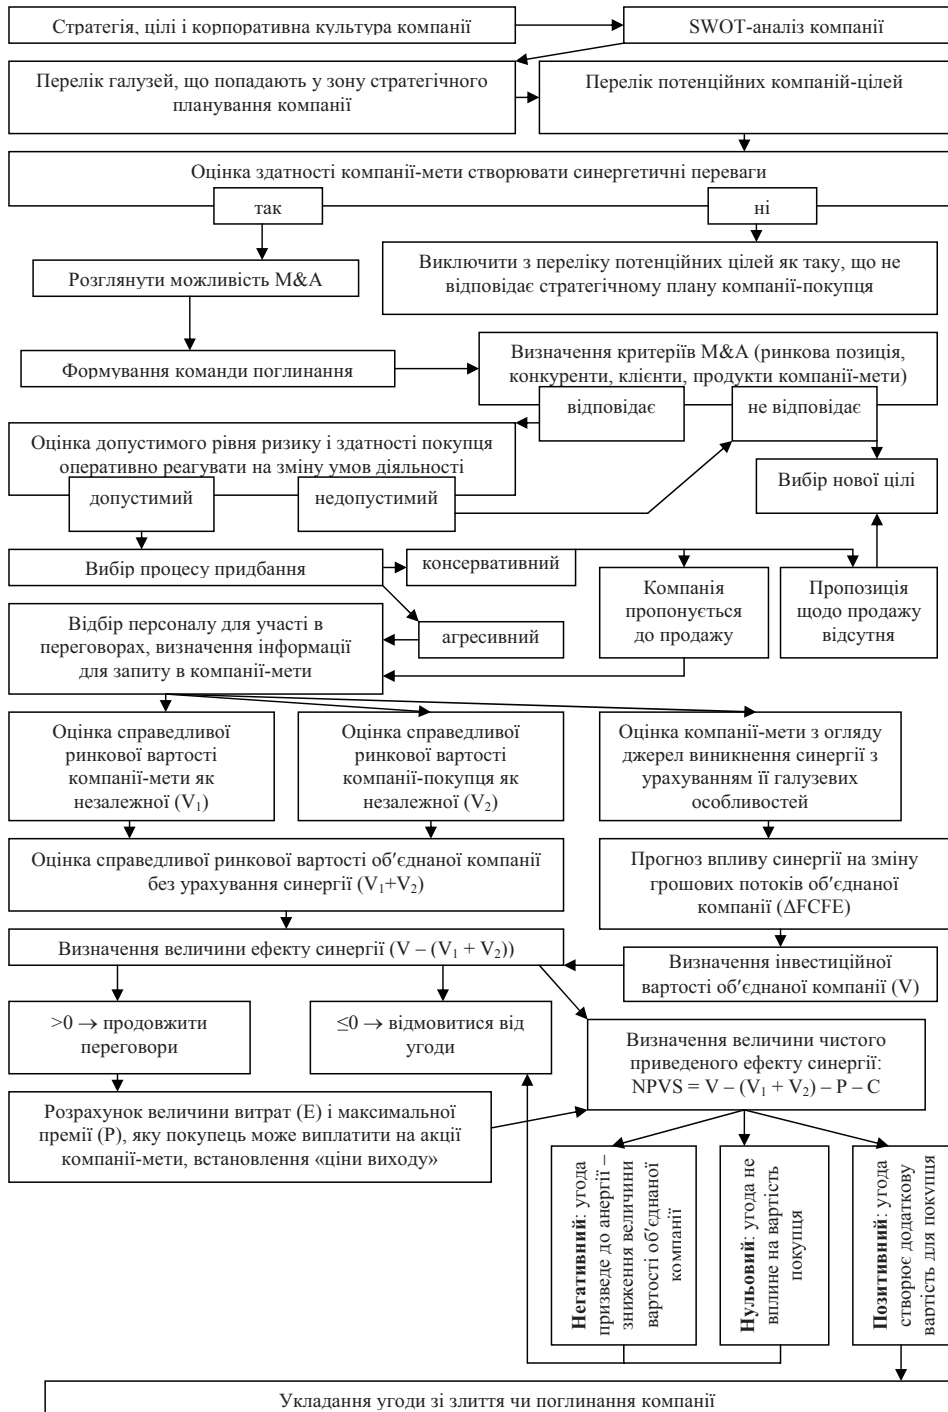 Стратегія, цілі і корпоративна культура компанії
SWOT-аналіз компанії
Перелік галузей, що попадають у зону стратегічного
планування компанії
Перелік потенційних компаній-цілей
Оцінка здатності компанії-мети створювати синергетичні переваги
так
ні
Розглянути можливість M&A
Виключити з переліку потенційних цілей як таку, що не
відповідає стратегічному плану компанії-покупця
Формування команди поглинання
Визначення критеріїв M&A (ринкова позиція,
конкуренти, клієнти, продукти компанії-мети)
відповідає
не відповідає
Оцінка допустимого рівня ризику і здатності покупця
оперативно реагувати на зміну умов діяльності
допустимий
недопустимий
Вибір нової цілі
Вибір процесу придбання
консервативний
Компанія
пропонується
до продажу
Пропозиція
щодо продажу
відсутня
агресивний
Відбір персоналу для участі в
переговорах, визначення інформації
для запиту в компанії-мети
Оцінка справедливої
ринкової вартості
компанії-мети як
незалежної (V₁)
Оцінка справедливої
ринкової вартості
компанії-покупця як
незалежної (V₂)
Оцінка компанії-мети з огляду
джерел виникнення синергії з
урахуванням її галузевих
особливостей
Оцінка справедливої ринкової вартості об′єднаної компанії
без урахування синергії (V₁+V₂)
Прогноз впливу синергії на зміну
грошових потоків об′єднаної
компанії (ΔFCFE)
Визначення величини ефекту синергії (V – (V₁ + V₂))
Визначення інвестиційної
вартості об′єднаної компанії (V)
>0 → продовжити
переговори
≤0 → відмовитися від
угоди
Визначення величини чистого
приведеного ефекту синергії:
NPVS = V – (V₁ + V₂) – P – C
Розрахунок величини витрат (E) і максимальної
премії (P), яку покупець може виплатити на акції
компанії-мети, встановлення «ціни виходу»
Негативний: угода
призведе до анергії –
зниження величини
вартості об′єднаної
компанії
Нульовий: угода не
вплине на вартість
покупця
Позитивний: угода
створює додаткову
вартість для покупця
Укладання угоди зі злиття чи поглинання компанії